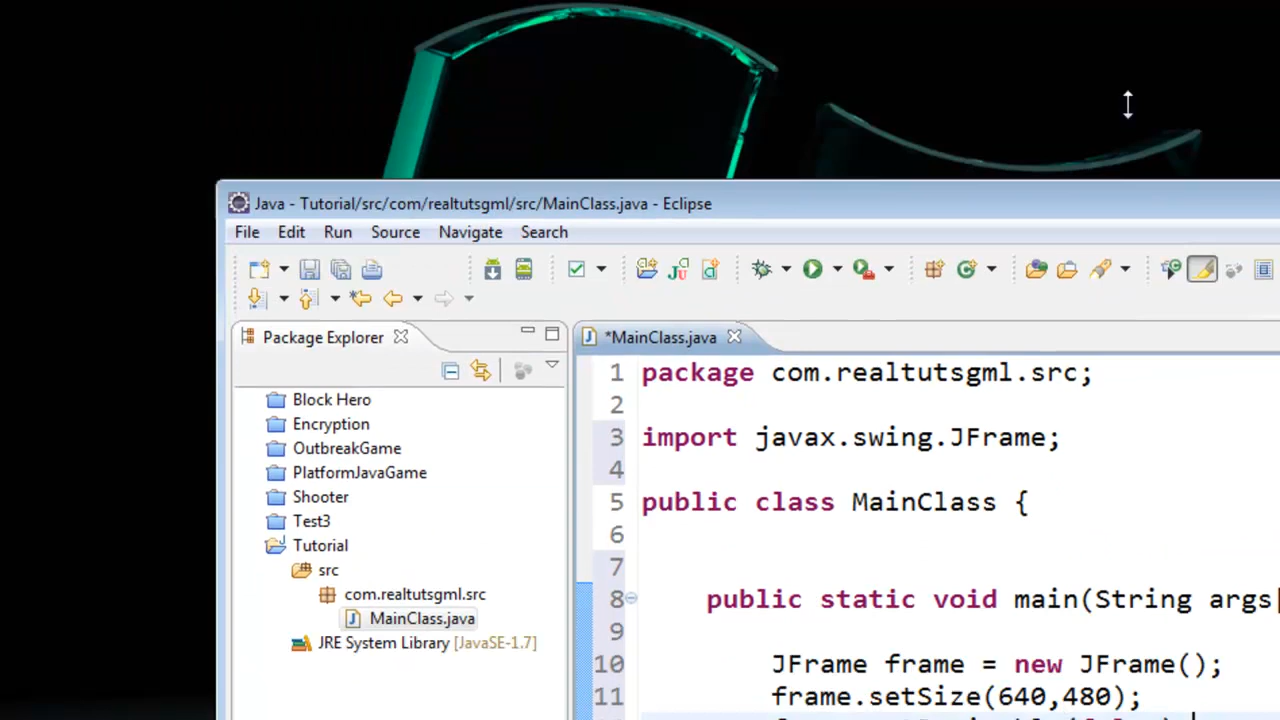 Java - Tutorial/src/com/realtutsgml/src/MainClass.java - Eclipse
File Edit Run Source Navigate Search
Package Explorer
*MainClass.java
Block Hero
Encryption
OutbreakGame
PlatformJavaGame
Shooter
Test3
Tutorial
src
com.realtutsgml.src
MainClass.java
JRE System Library [JavaSE-1.7]
1 package com.realtutsgml.src;
2
3 import javax.swing.JFrame;
4
5 public class MainClass {
6
7
8 public static void main(String args[
9
10 JFrame frame = new JFrame();
11 frame.setSize(640,480);